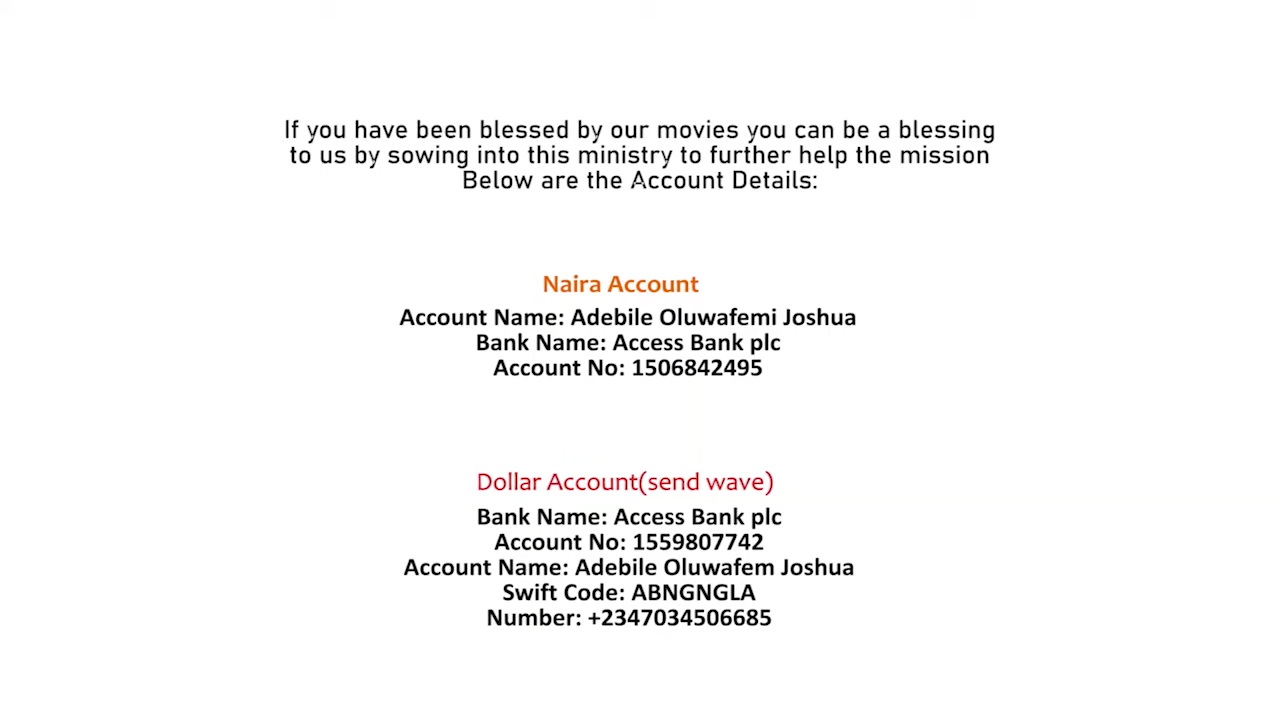 If you have been blessed by our movies you can be a blessing
to us by sowing into this ministry to further help the mission
Below are the Account Details:
Naira Account
Account Name: Adebile Oluwafemi Joshua
Bank Name: Access Bank plc
Account No: 1506842495
Dollar Account(send wave)
Bank Name: Access Bank plc
Account No: 1559807742
Account Name: Adebile Oluwafem Joshua
Swift Code: ABNGNGLA
Number: +2347034506685